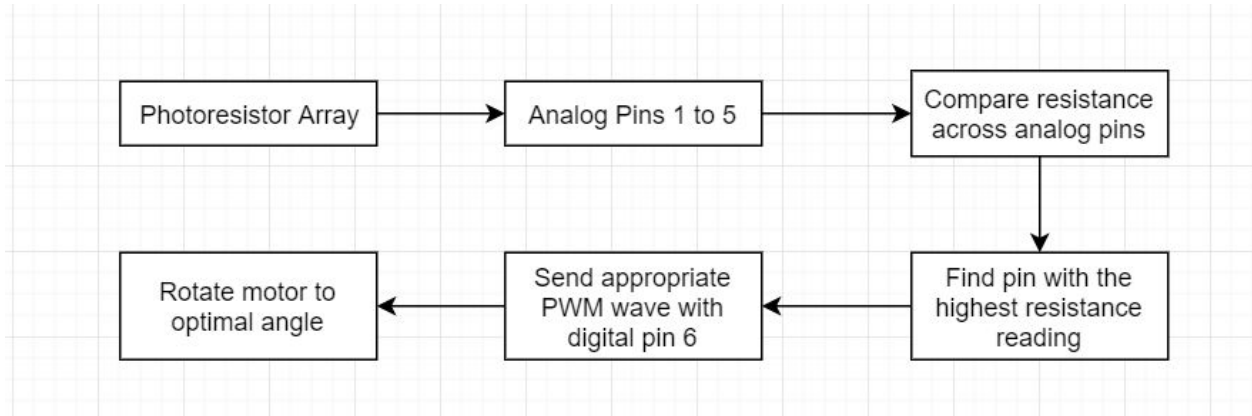 Photoresistor Array
Analog Pins 1 to 5
Compare resistance
across analog pins
Find pin with the
highest resistance
reading
Send appropriate
PWM wave with
digital pin 6
Rotate motor to
optimal angle